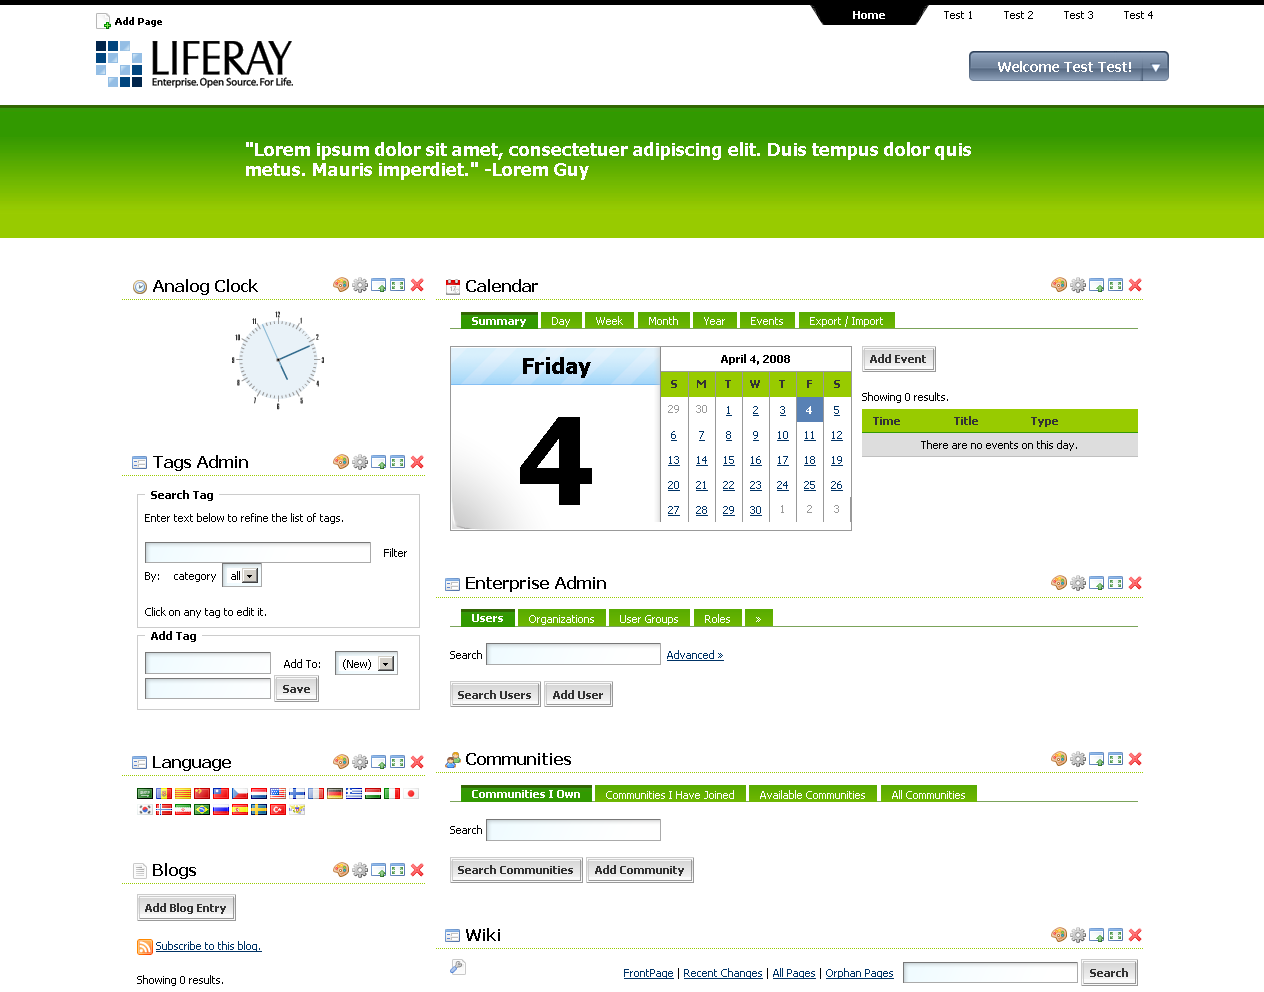 Add Page
Home Test 1 Test 2 Test 3 Test 4
LIFERAY
Enterprise. Open Source. For Life.
Welcome Test Test!
"Lorem ipsum dolor sit amet, consectetuer adipiscing elit. Duis tempus dolor quis
metus. Mauris imperdiet." -Lorem Guy
Analog Clock
Tags Admin
Search Tag
Enter text below to refine the list of tags.
Filter
By: category all
Click on any tag to edit it.
Add Tag
Add To: (New)
Save
Language
Blogs
Add Blog Entry
Subscribe to this blog.
Showing 0 results.
Calendar
Summary Day Week Month Year Events Export / Import
Friday
4
April 4, 2008
S M T W T F S
29 30 1 2 3 4 5
6 7 8 9 10 11 12
13 14 15 16 17 18 19
20 21 22 23 24 25 26
27 28 29 30 1 2 3
Add Event
Showing 0 results.
Time Title Type
There are no events on this day.
Enterprise Admin
Users Organizations User Groups Roles »
Search Advanced »
Search Users Add User
Communities
Communities I Own Communities I Have Joined Available Communities All Communities
Search
Search Communities Add Community
Wiki
FrontPage | Recent Changes | All Pages | Orphan Pages Search